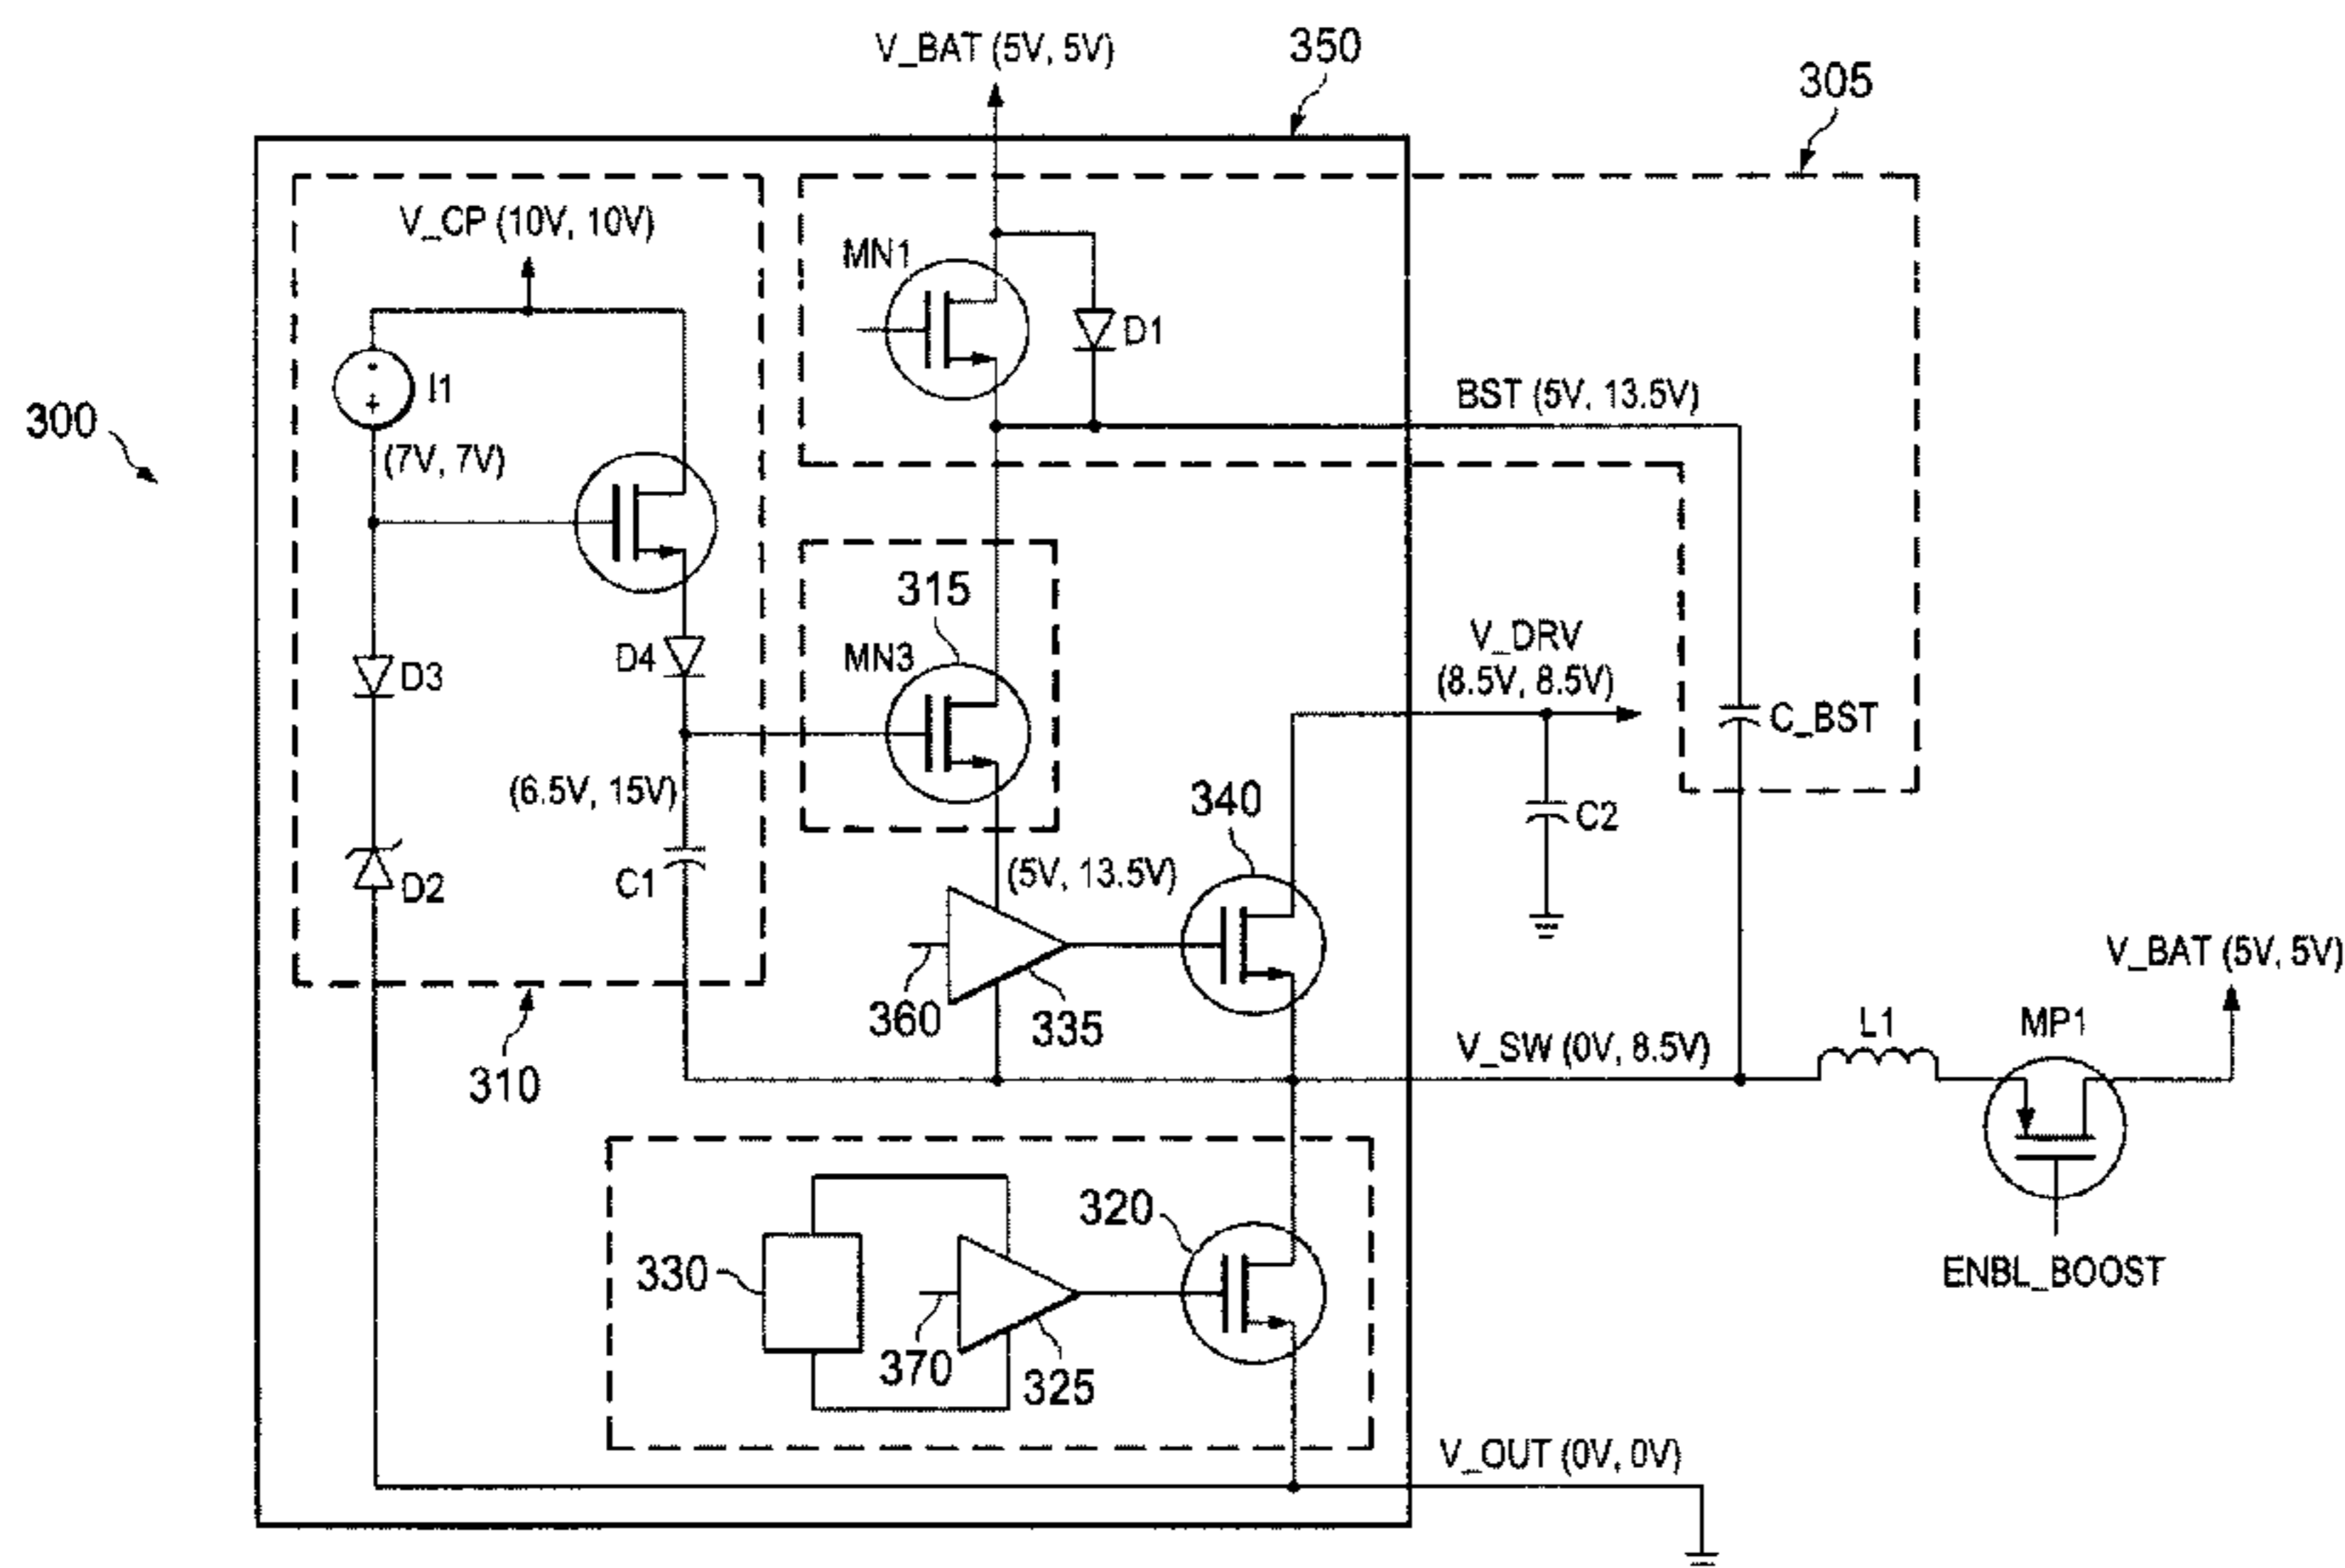 V_BAT (5V, 5V)
350
305
V_CP (10V, 10V)
MN1
D1
I1
BST (5V, 13.5V)
300
(7V, 7V)
315
MN3
D4
D3
V_DRV
(8.5V, 8.5V)
C_BST
(6.5V, 15V)
340
C2
C1
D2
(5V, 13.5V)
360
335
V_BAT (5V, 5V)
310
V_SW (0V, 8.5V)
L1
MP1
320
330
370
325
ENBL_BOOST
V_OUT (0V, 0V)